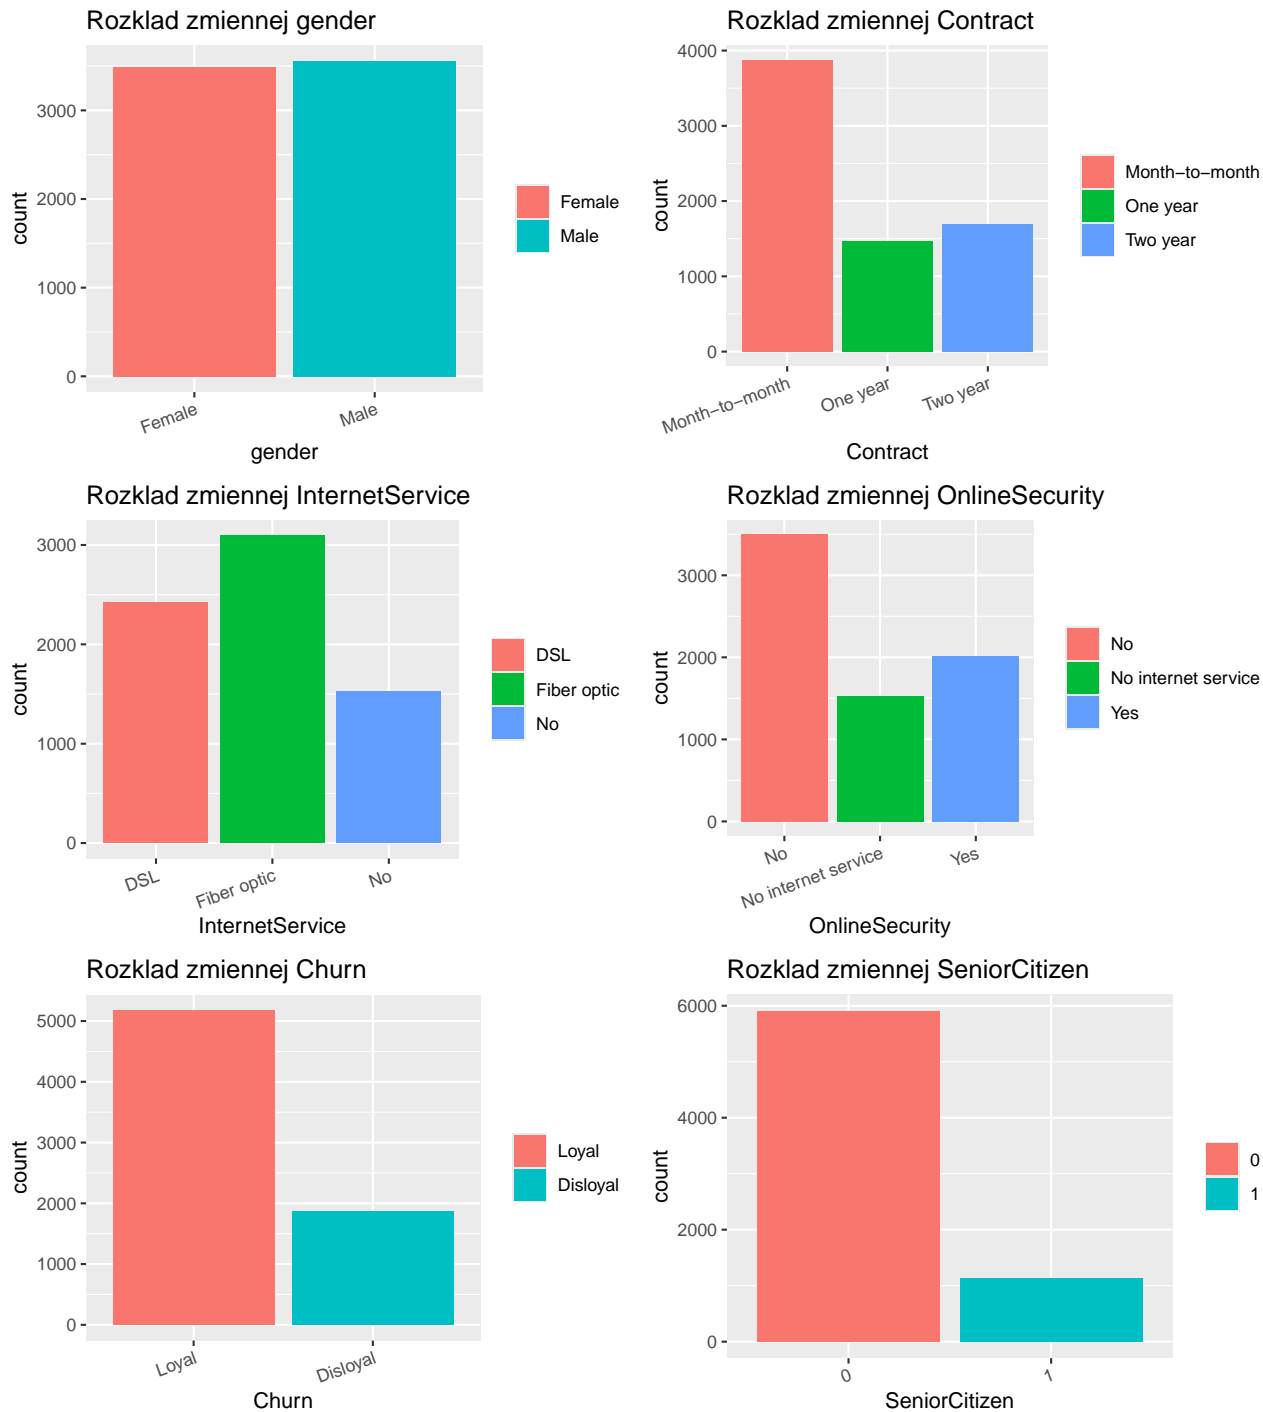 Rozklad zmiennej gender
3000
2000
1000
0
count
Female
Male
gender
Female
Male
Rozklad zmiennej Contract
4000
3000
2000
1000
0
count
Month−to−month
One year
Two year
Contract
Month−to−month
One year
Two year
Rozklad zmiennej InternetService
3000
2000
1000
0
count
DSL
Fiber optic
No
InternetService
DSL
Fiber optic
No
Rozklad zmiennej OnlineSecurity
3000
2000
1000
0
count
No
No internet service
Yes
OnlineSecurity
No
No internet service
Yes
Rozklad zmiennej Churn
5000
4000
3000
2000
1000
0
count
Loyal
Disloyal
Churn
Loyal
Disloyal
Rozklad zmiennej SeniorCitizen
6000
4000
2000
0
count
0
1
SeniorCitizen
0
1